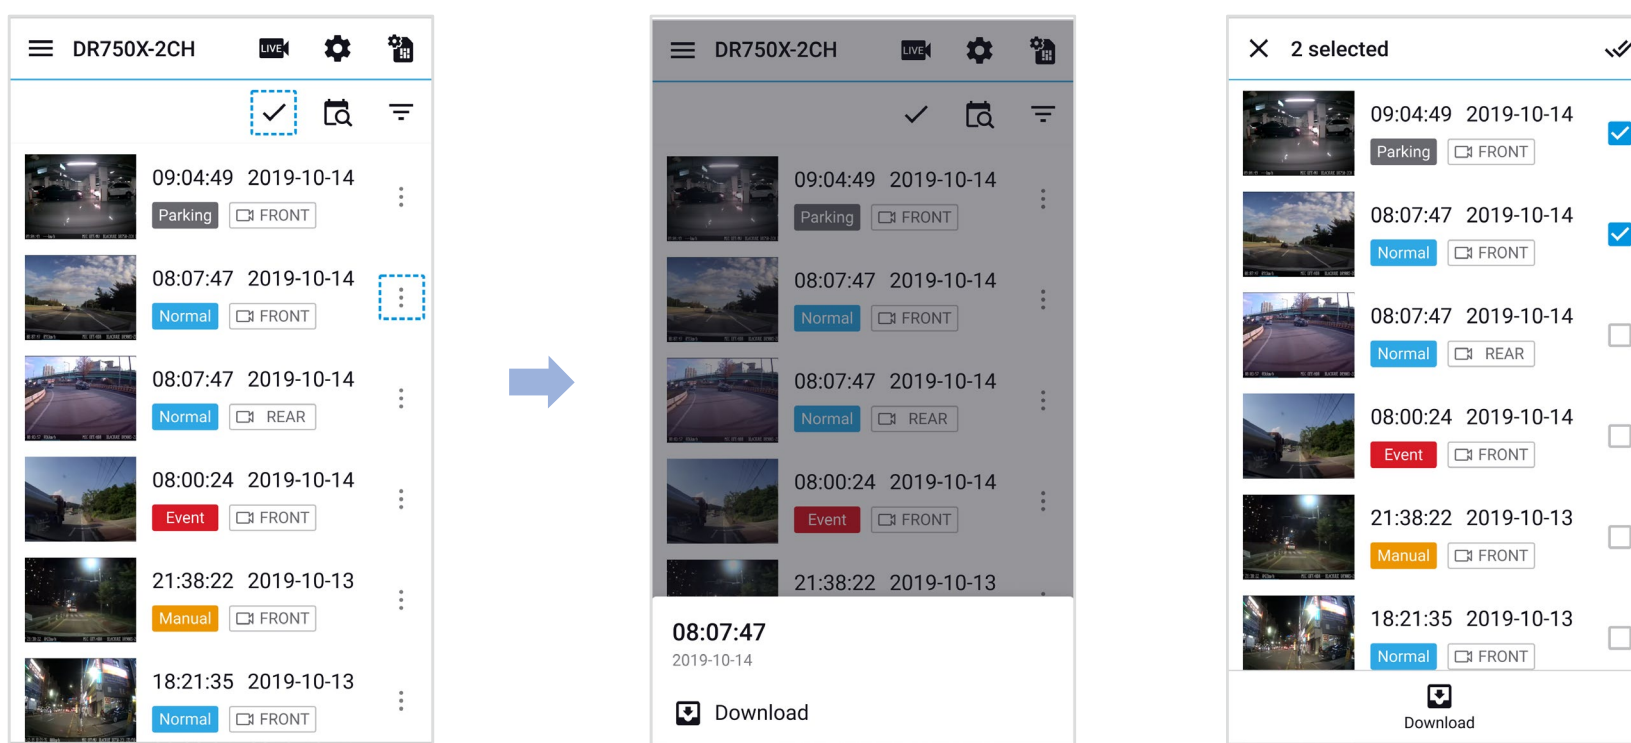 DR750X-2CH LIVE
09:04:49 2019-10-14
Parking FRONT
08:07:47 2019-10-14
Normal FRONT
08:07:47 2019-10-14
Normal REAR
08:00:24 2019-10-14
Event FRONT
21:38:22 2019-10-13
Manual FRONT
18:21:35 2019-10-13
Normal FRONT
DR750X-2CH LIVE
09:04:49 2019-10-14
Parking FRONT
08:07:47 2019-10-14
Normal FRONT
08:07:47 2019-10-14
Normal REAR
08:00:24 2019-10-14
Event FRONT
21:38:22 2019-10-13
08:07:47
2019-10-14
Download
2 selected
09:04:49 2019-10-14
Parking FRONT
08:07:47 2019-10-14
Normal FRONT
08:07:47 2019-10-14
Normal REAR
08:00:24 2019-10-14
Event FRONT
21:38:22 2019-10-13
Manual FRONT
18:21:35 2019-10-13
Normal FRONT
Download